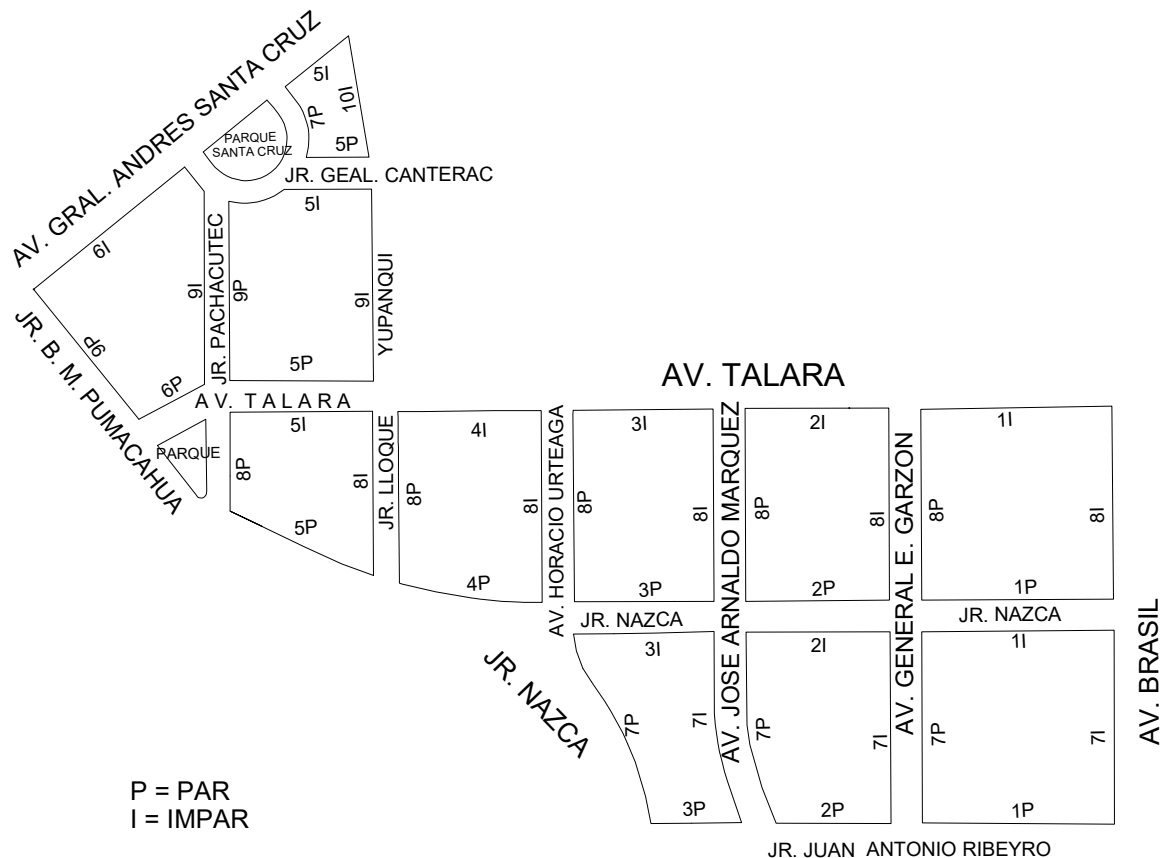 AV. GRAL. ANDRES SANTA CRUZ
5I
7P
10I
5P
PARQUE
SANTA CRUZ
JR. GEAL. CANTERAC
6I
9I
9P
6P
JR. B. M. PUMACAHUA
JR. PACHACUTEC
5I
9P
9I
5P
YUPANQUI
AV. TALARA
AV. TALARA
PARQUE
5I
8P
8I
5P
JR. LLOQUE
4I
8P
8I
4P
AV. HORACIO URTEAGA
3I
8P
8I
3P
AV. JOSE ARNALDO MARQUEZ
2I
8P
8I
2P
AV. GENERAL E. GARZON
1I
8P
8I
1P
JR. NAZCA
JR. NAZCA
JR. NAZCA
3I
7P
7I
3P
2I
7P
7I
2P
1I
7P
7I
1P
AV. BRASIL
P = PAR
I = IMPAR
JR. JUAN ANTONIO RIBEYRO